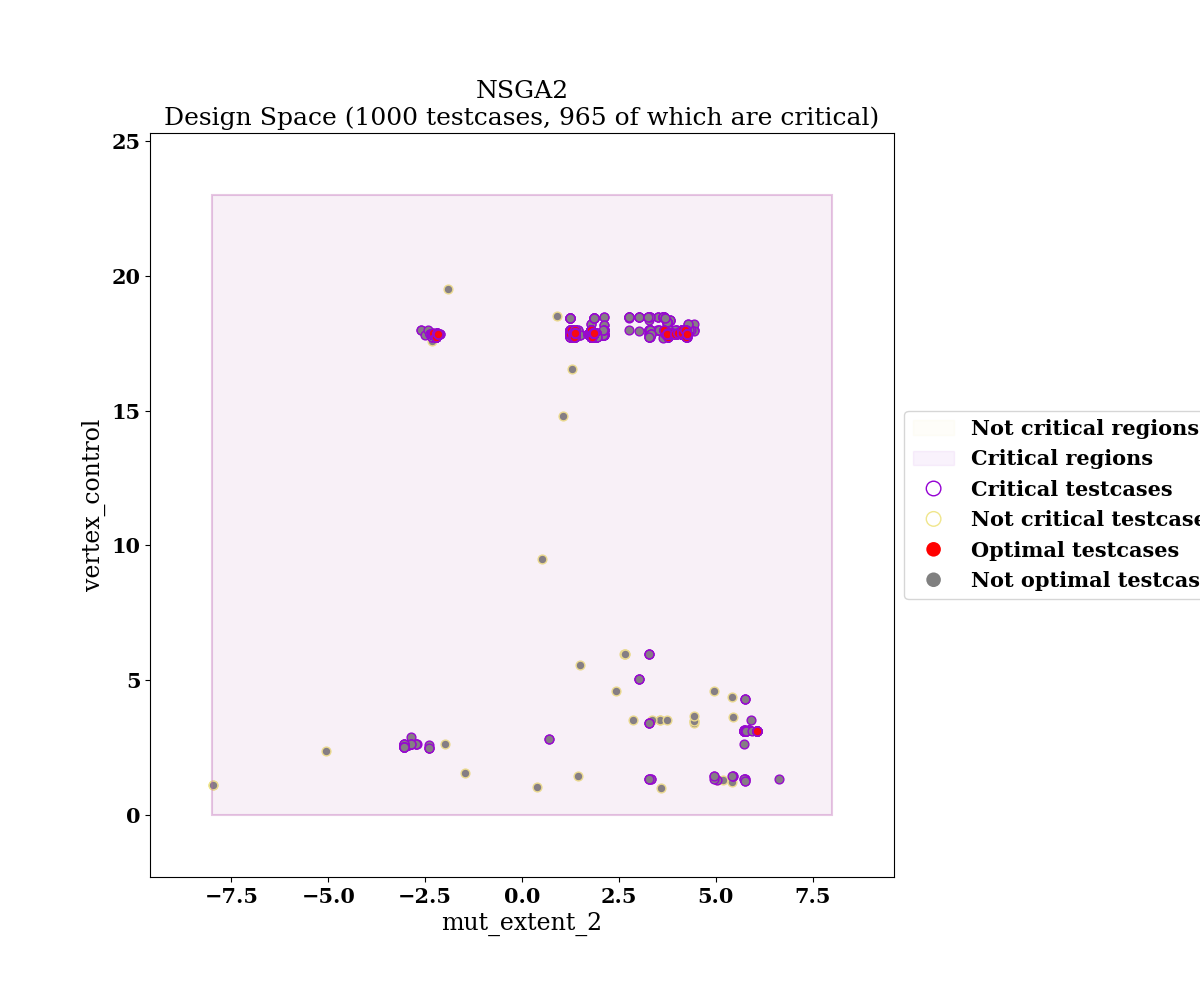 NSGA2
Design Space (1000 testcases, 965 of which are critical)
25
20
15
10
5
0
vertex_control
−7.5 −5.0 −2.5 0.0 2.5 5.0 7.5
mut_extent_2
Not critical regions
Critical regions
Critical testcases
Not critical testcase
Optimal testcases
Not optimal testcas